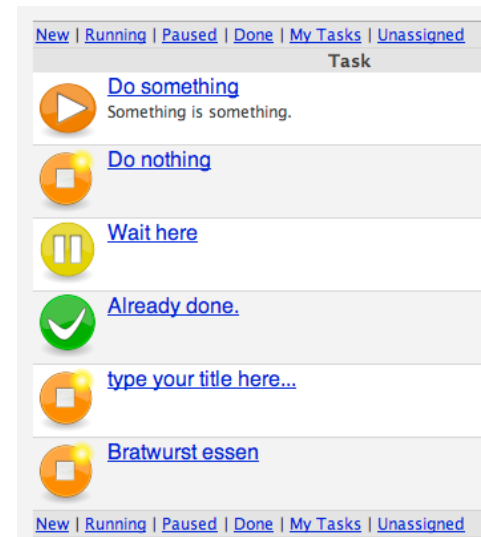 New | Running | Paused | Done | My Tasks | Unassigned
Task
Do something
Something is something.
Do nothing
Wait here
Already done.
type your title here...
Bratwurst essen
New | Running | Paused | Done | My Tasks | Unassigned